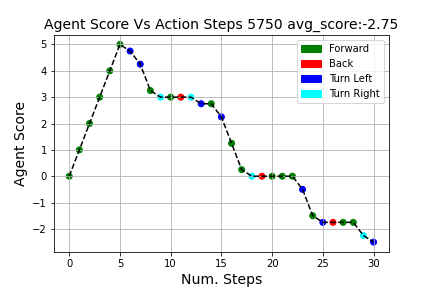 Agent Score Vs Action Steps 5750 avg_score:-2.75
Agent Score
5
4
3
2
1
0
−1
−2
Forward
Back
Turn Left
Turn Right
0 5 10 15 20 25 30
Num. Steps